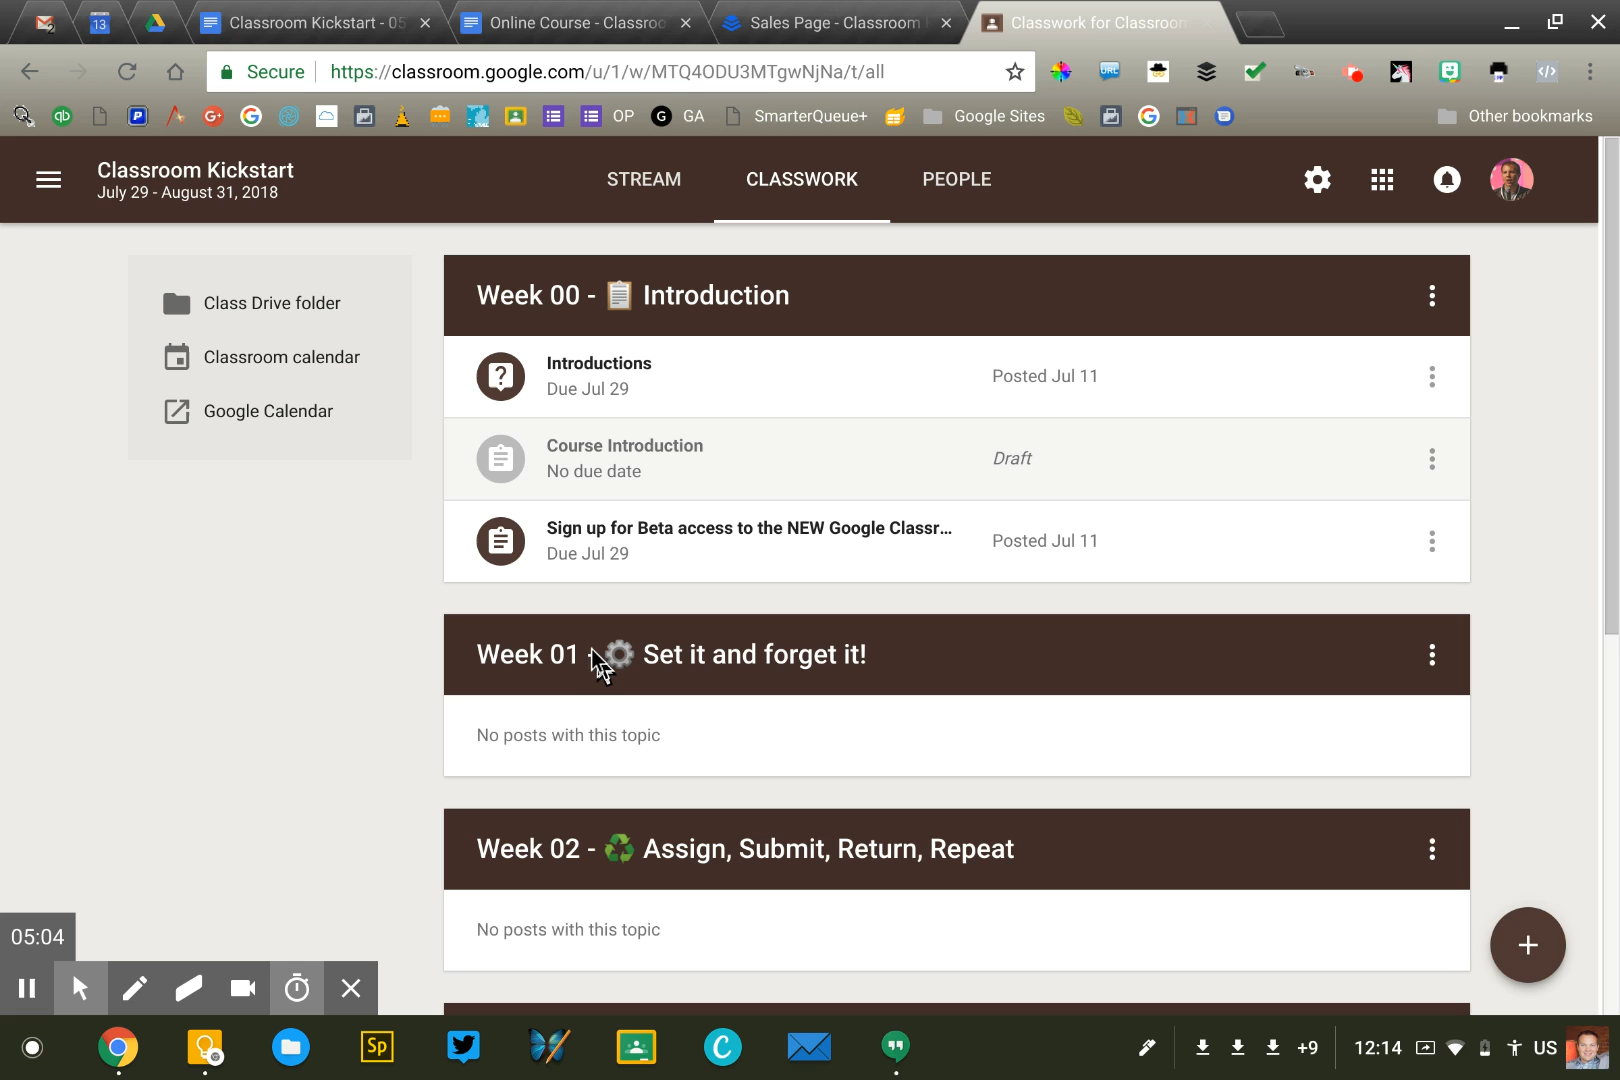 Classroom Kickstart - 05
Online Course - Classroo
Sales Page - Classroom
Classwork for Classroom
13
Secure
https://classroom.google.com/u/1/w/MTQ4ODU3MTgwNjNa/t/all
OP
GA
SmarterQueue+
Google Sites
Other bookmarks
Classroom Kickstart
July 29 - August 31, 2018
STREAM
CLASSWORK
PEOPLE
Class Drive folder
Classroom calendar
Google Calendar
Week 00 - 📋 Introduction
Introductions
Due Jul 29
Posted Jul 11
Course Introduction
No due date
Draft
Sign up for Beta access to the NEW Google Classr...
Due Jul 29
Posted Jul 11
Week 01 - ⚙️ Set it and forget it!
No posts with this topic
Week 02 - ♻️ Assign, Submit, Return, Repeat
No posts with this topic
05:04
Sp
+9
12:14
US